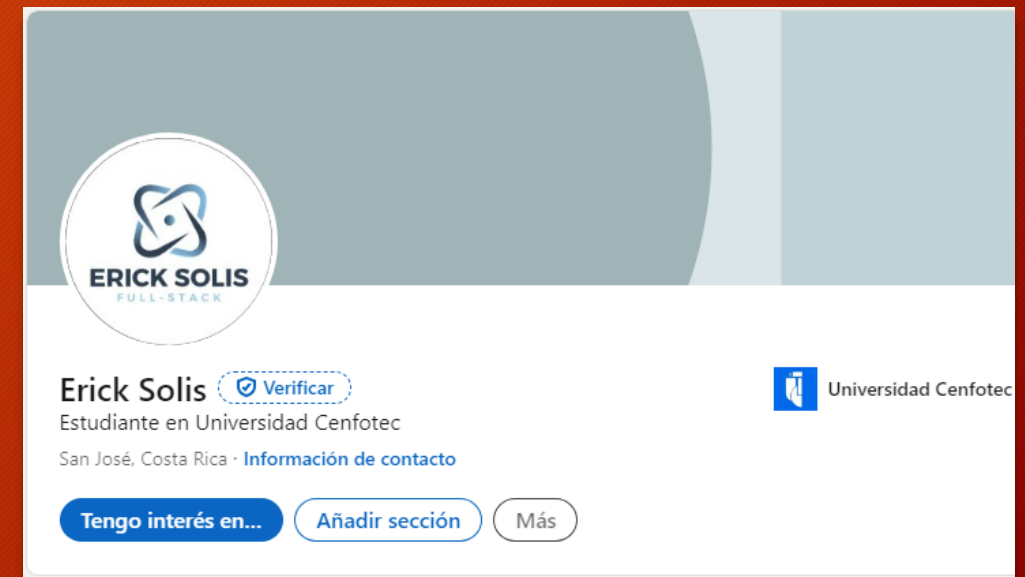 ERICK SOLIS
FULL-STACK
Erick Solis Verificar
Universidad Cenfotec
Estudiante en Universidad Cenfotec
San José, Costa Rica · Información de contacto
Tengo interés en... Añadir sección Más